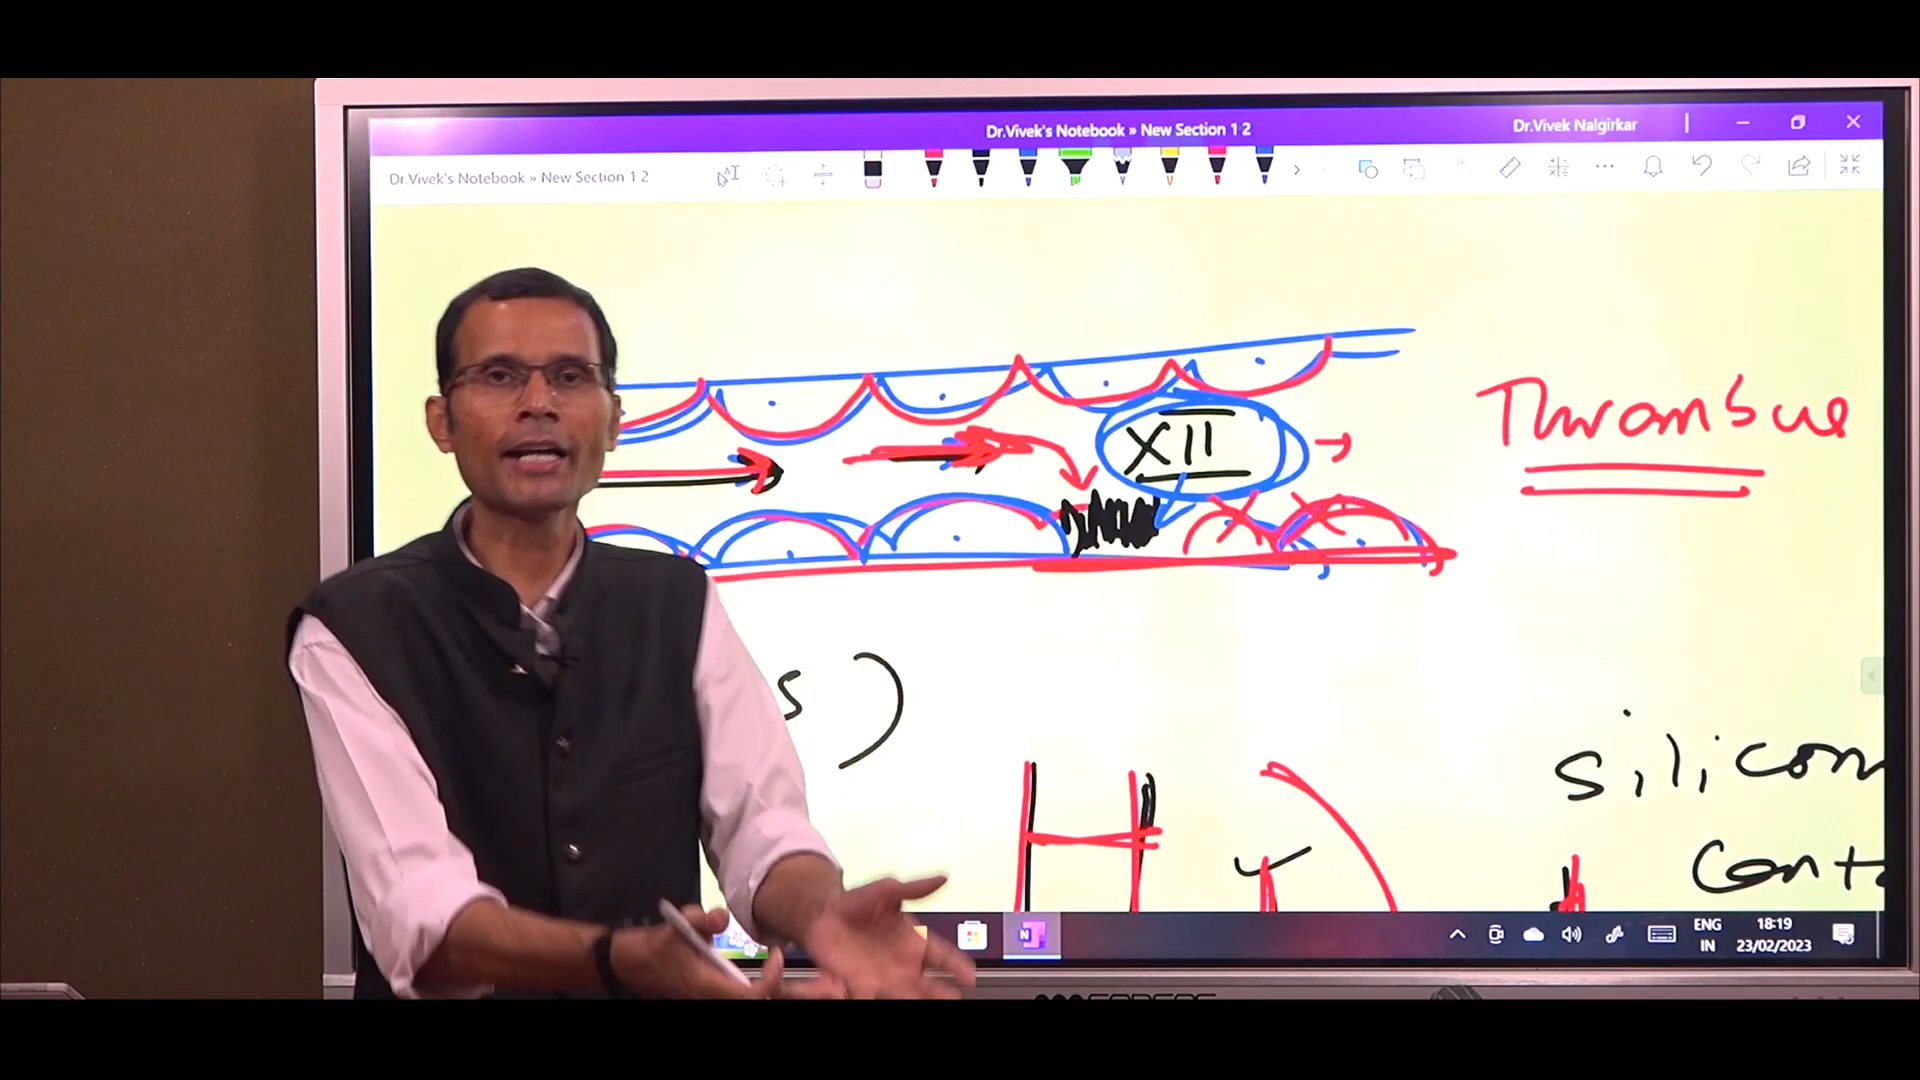 Dr.Vivek's Notebook » New Section 1 2
Dr.Vivek Nalgirkar
Dr.Vivek's Notebook » New Section 1 2
XII
Thrombus
s )
silicon
Cont
ENG
IN
18:19
23/02/2023